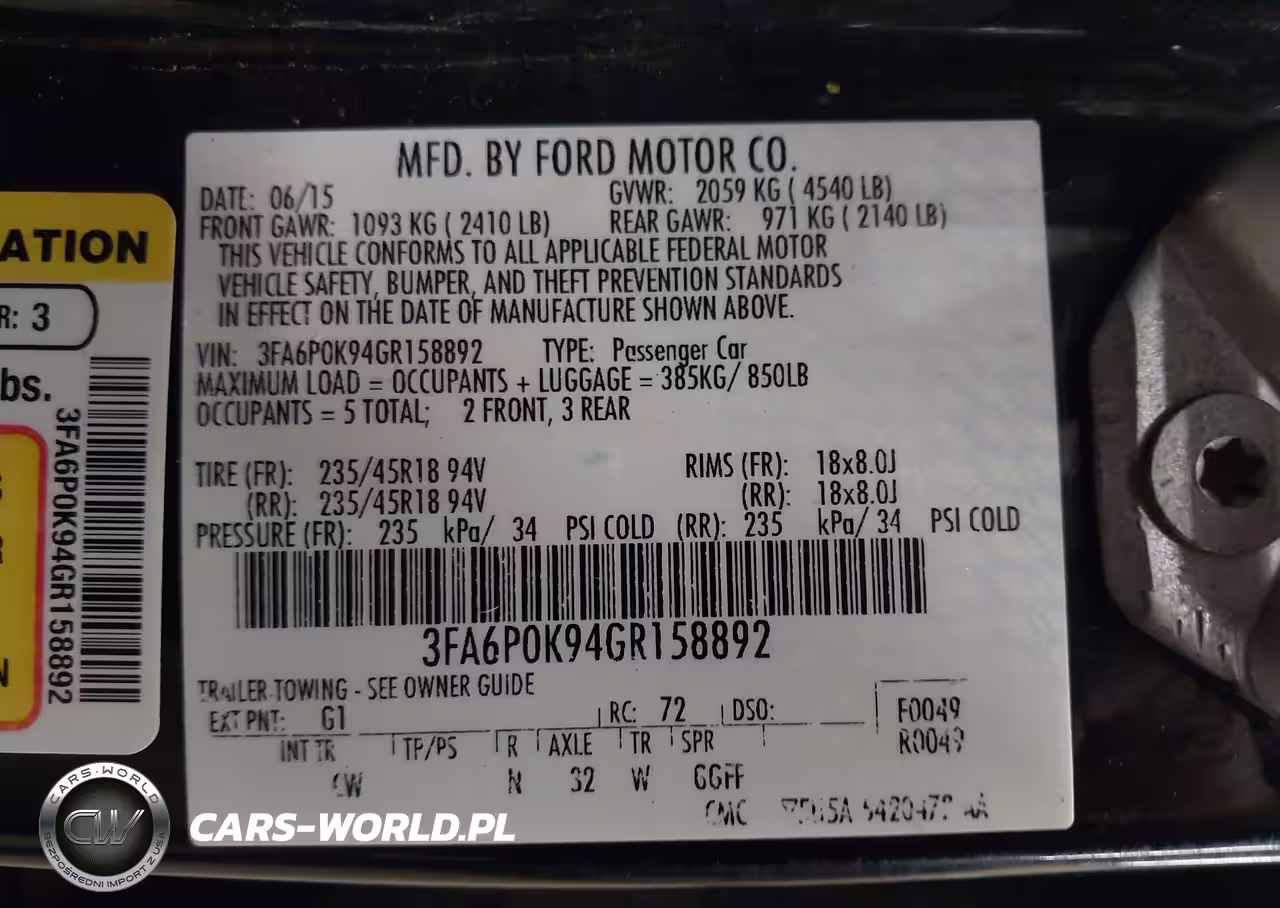 MFD. BY FORD MOTOR CO.
DATE: 06/15 GVWR: 2059 KG ( 4540 LB)
FRONT GAWR: 1093 KG ( 2410 LB) REAR GAWR: 971 KG ( 2140 LB)
THIS VEHICLE CONFORMS TO ALL APPLICABLE FEDERAL MOTOR
VEHICLE SAFETY, BUMPER, AND THEFT PREVENTION STANDARDS
IN EFFECT ON THE DATE OF MANUFACTURE SHOWN ABOVE.
VIN: 3FA6P0K94GR158892 TYPE: Passenger Car
MAXIMUM LOAD = OCCUPANTS + LUGGAGE = 385KG/ 850LB
OCCUPANTS = 5 TOTAL; 2 FRONT, 3 REAR
TIRE (FR): 235/45R18 94V RIMS (FR): 18x8.0J
(RR): 235/45R18 94V (RR): 18x8.0J
PRESSURE (FR): 235 kPa/ 34 PSI COLD (RR): 235 kPa/ 34 PSI COLD
3FA6P0K94GR158892
TRAILER TOWING - SEE OWNER GUIDE
EXT PNT: G1 RC: 72 DSO: F0049
R0049
INT TR TP/PS R AXLE TR SPR
N 32 W GGFF
ATION
R: 3
bs.
3FA6P0K94GR158892
S
R
N
CARS-WORLD
CW
BEZPOŚREDNI IMPORT Z USA
CARS-WORLD.PL